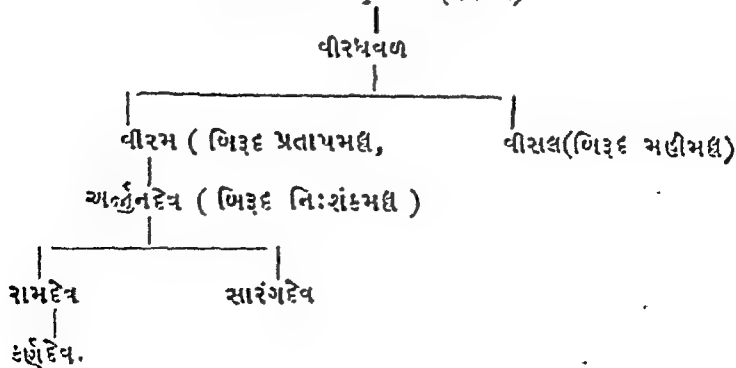 વીરધવળ
વીરમ ( બિરૂદ પ્રતાપમલ્લ, વીસલ(બિરૂદ મહીમલ્લ)
અર્જુનદેવ ( બિરૂદ નિઃશંકમલ્લ )
રામદેવ સારંગદેવ
કર્ણદેવ.